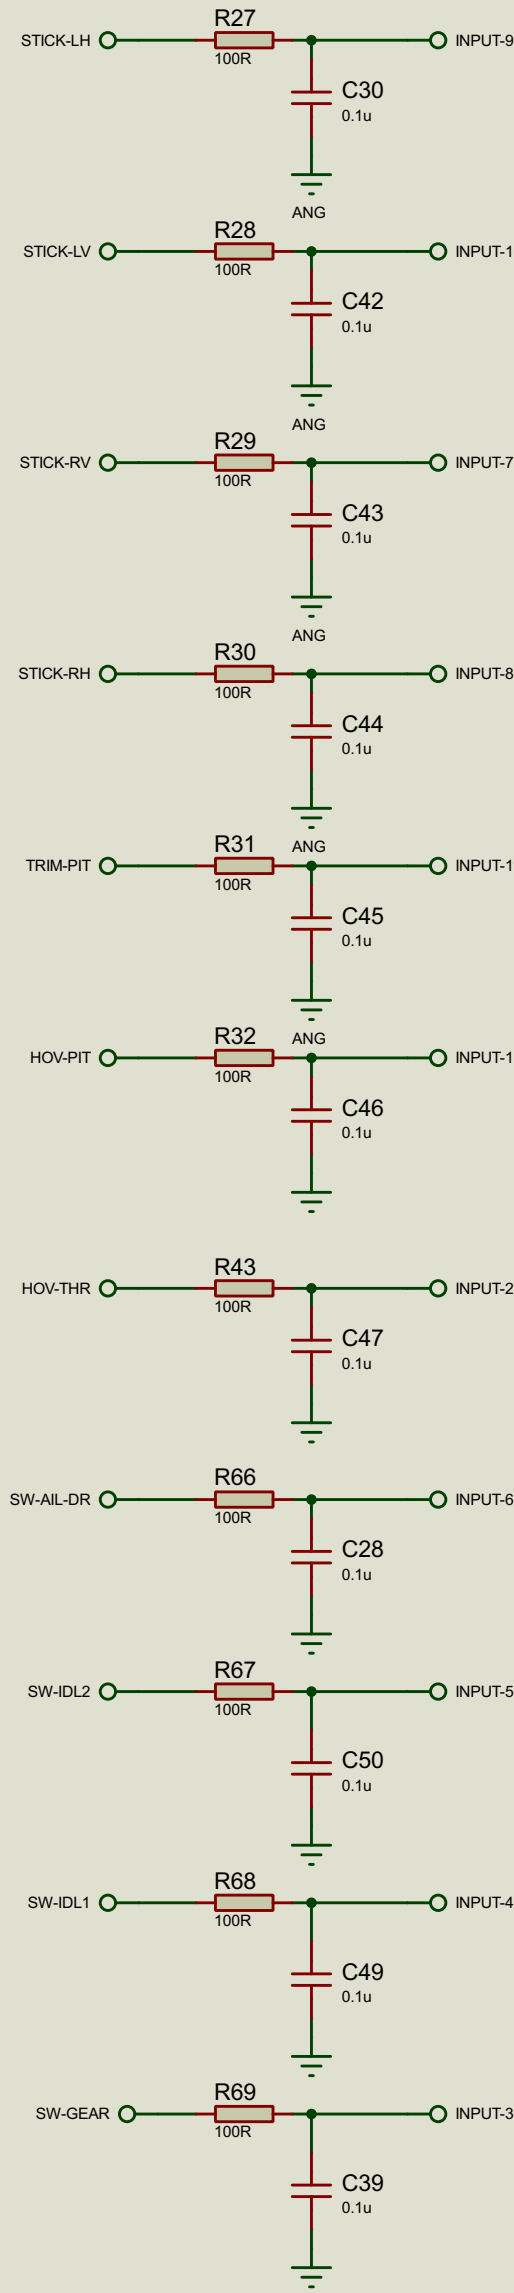 R27
STICK-LH INPUT-9
100R
C30
0.1u
ANG
R28
STICK-LV INPUT-1
100R
C42
0.1u
ANG
R29
STICK-RV INPUT-7
100R
C43
0.1u
ANG
R30
STICK-RH INPUT-8
100R
C44
0.1u
ANG
R31
TRIM-PIT INPUT-1
100R
C45
0.1u
ANG
R32
HOV-PIT INPUT-1
100R
C46
0.1u
R43
HOV-THR INPUT-2
100R
C47
0.1u
R66
SW-AIL-DR INPUT-6
100R
C28
0.1u
R67
SW-IDL2 INPUT-5
100R
C50
0.1u
R68
SW-IDL1 INPUT-4
100R
C49
0.1u
R69
SW-GEAR INPUT-3
100R
C39
0.1u